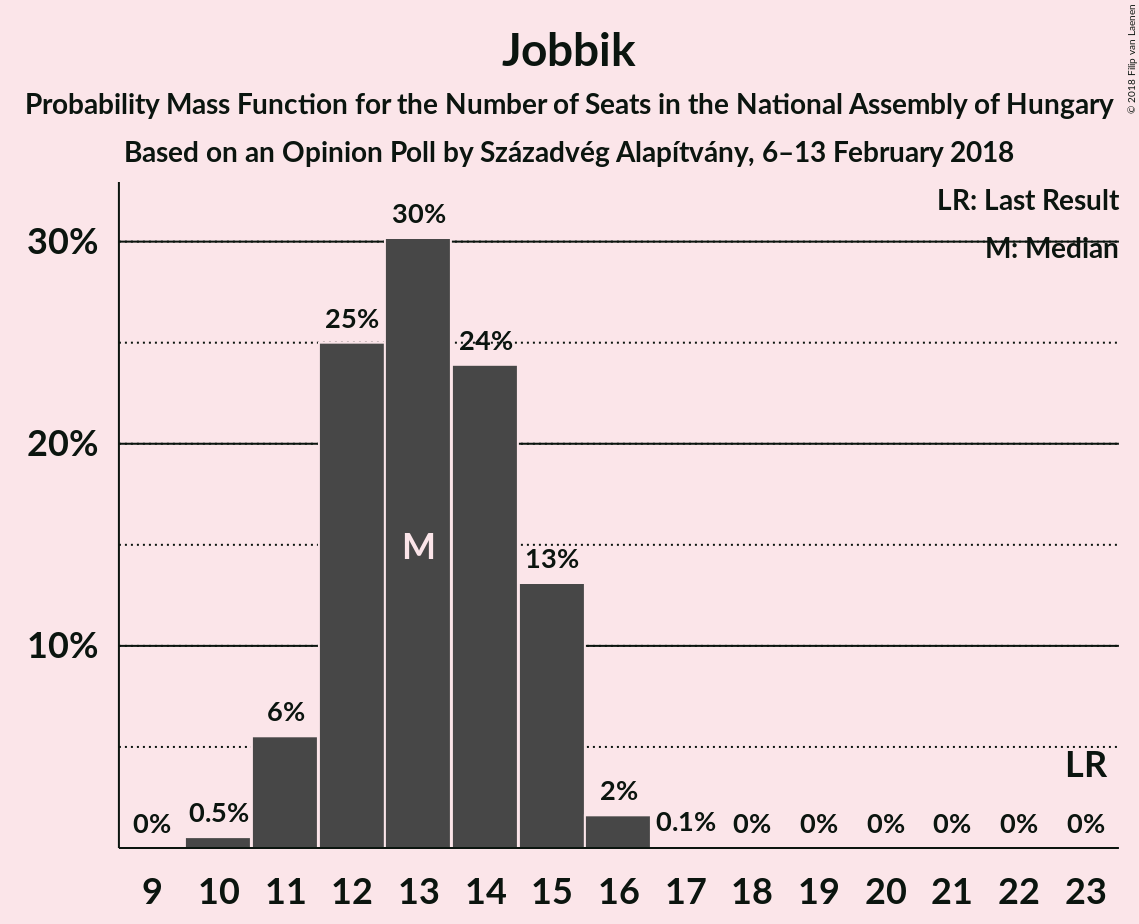 © 2018 Filip van Laenen
Jobbik
Probability Mass Function for the Number of Seats in the National Assembly of Hungary
Based on an Opinion Poll by Századvég Alapítvány, 6–13 February 2018
LR: Last Result
M: Median
30%
20%
10%
0% 0.5% 6% 25% 30% 24% 13% 2% 0.1% 0% 0% 0% 0% 0% 0%
M
LR
9 10 11 12 13 14 15 16 17 18 19 20 21 22 23